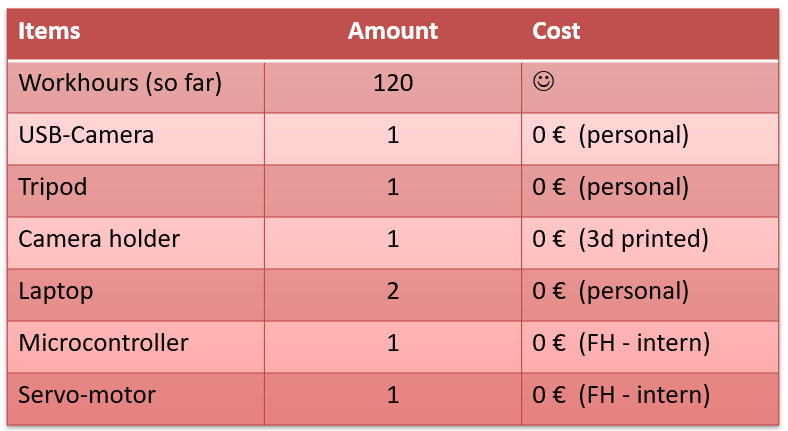 Items Amount Cost
Workhours (so far) 120 ☺
USB-Camera 1 0 € (personal)
Tripod 1 0 € (personal)
Camera holder 1 0 € (3d printed)
Laptop 2 0 € (personal)
Microcontroller 1 0 € (FH - intern)
Servo-motor 1 0 € (FH - intern)